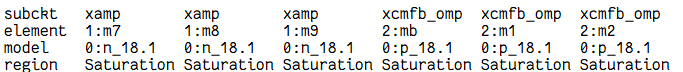 subckt xamp xamp xamp xcmfb_omp xcmfb_omp xcmfb_omp
element 1:m7 1:m8 1:m9 2:mb 2:m1 2:m2
model 0:n_18.1 0:n_18.1 0:n_18.1 0:p_18.1 0:p_18.1 0:p_18.1
region Saturation Saturation Saturation Saturation Saturation Saturation